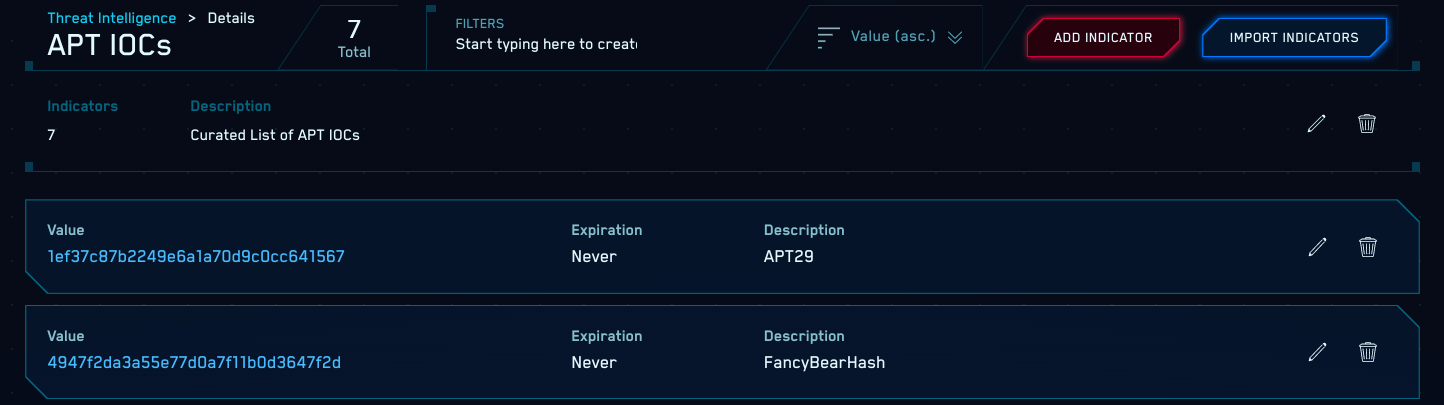 Threat Intelligence > Details
APT IOCs
7
Total
FILTERS
Start typing here to creat
Value (asc.)
ADD INDICATOR
IMPORT INDICATORS
Indicators Description
7 Curated List of APT IOCs
Value Expiration Description
1ef37c87b2249e6a1a70d9c0cc641567 Never APT29
Value Expiration Description
4947f2da3a55e77d0a7f11b0d3647f2d Never FancyBearHash